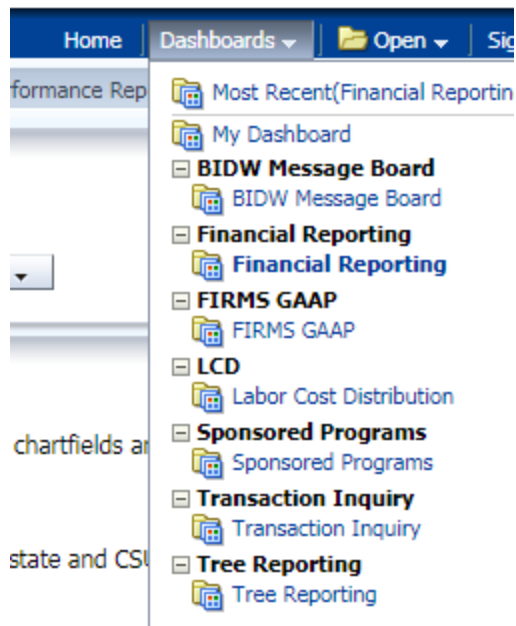 Home Dashboards Open Sig
formance Rep
Most Recent(Financial Reportin
My Dashboard
BIDW Message Board
BIDW Message Board
Financial Reporting
Financial Reporting
FIRMS GAAP
FIRMS GAAP
LCD
Labor Cost Distribution
Sponsored Programs
chartfields ar
Sponsored Programs
Transaction Inquiry
Transaction Inquiry
state and CSU
Tree Reporting
Tree Reporting